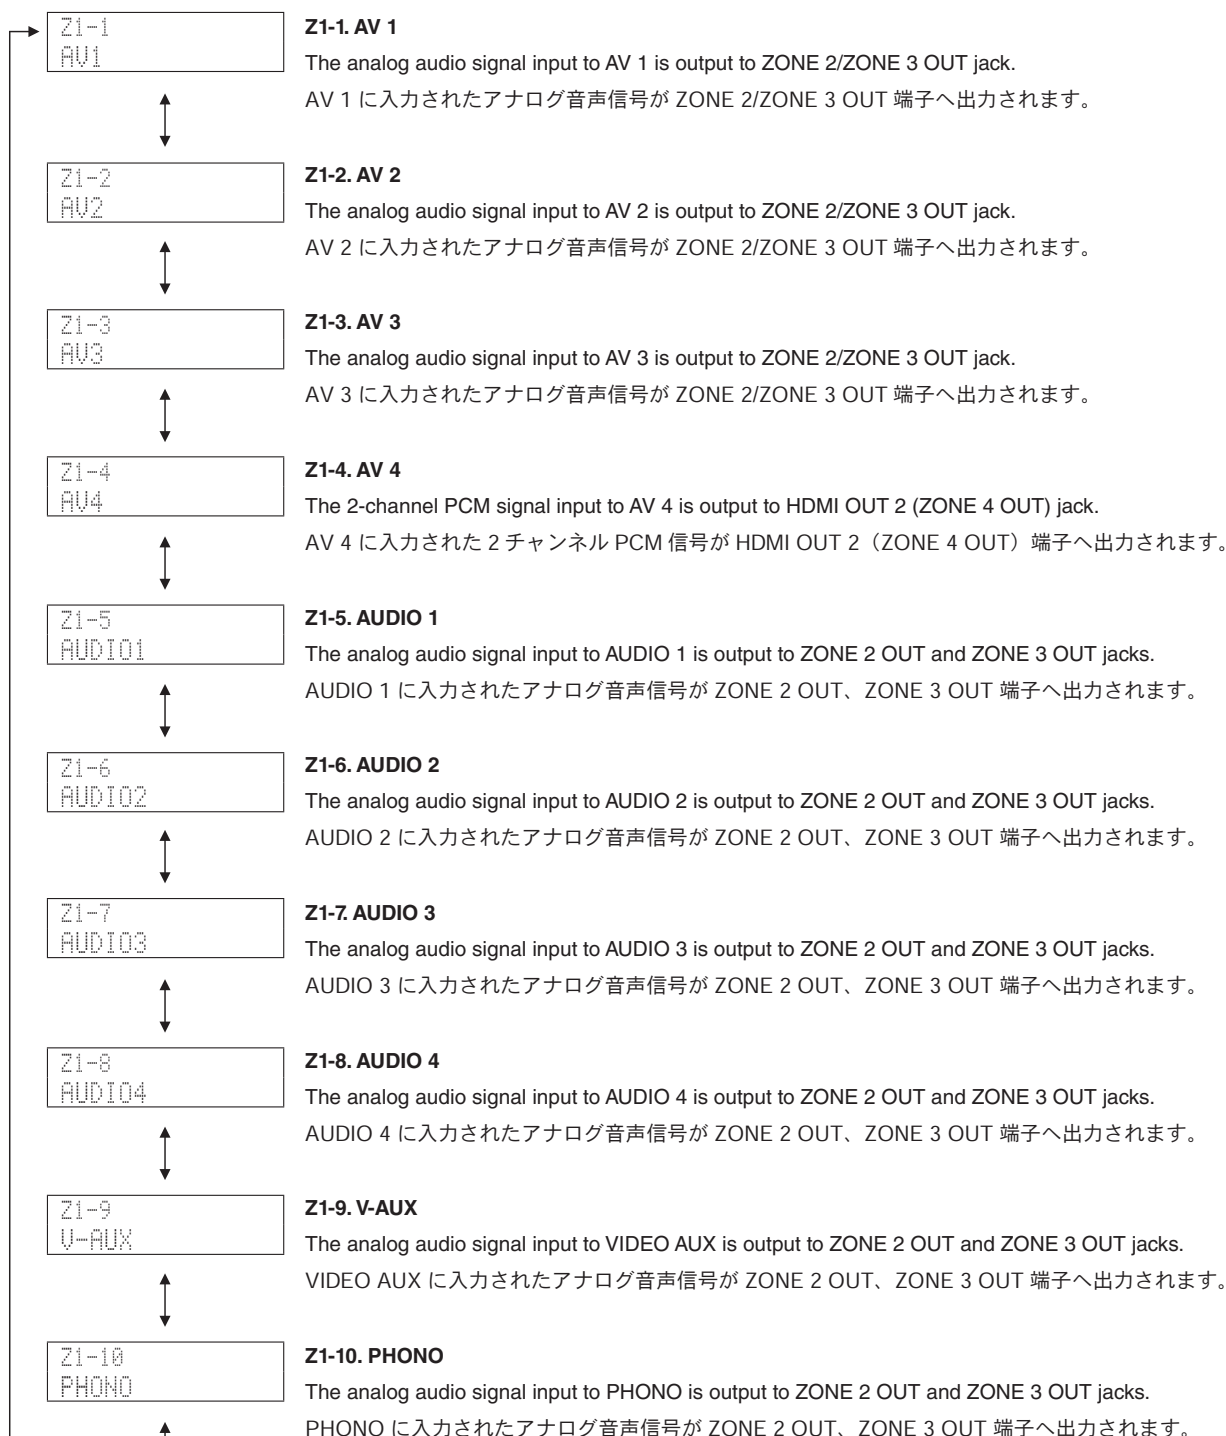 Z1-1
AV1
Z1-1. AV 1
The analog audio signal input to AV 1 is output to ZONE 2/ZONE 3 OUT jack.
AV 1 に入力されたアナログ音声信号が ZONE 2/ZONE 3 OUT 端子へ出力されます。
Z1-2
AV2
Z1-2. AV 2
The analog audio signal input to AV 2 is output to ZONE 2/ZONE 3 OUT jack.
AV 2 に入力されたアナログ音声信号が ZONE 2/ZONE 3 OUT 端子へ出力されます。
Z1-3
AV3
Z1-3. AV 3
The analog audio signal input to AV 3 is output to ZONE 2/ZONE 3 OUT jack.
AV 3 に入力されたアナログ音声信号が ZONE 2/ZONE 3 OUT 端子へ出力されます。
Z1-4
AV4
Z1-4. AV 4
The 2-channel PCM signal input to AV 4 is output to HDMI OUT 2 (ZONE 4 OUT) jack.
AV 4 に入力された 2 チャンネル PCM 信号が HDMI OUT 2（ZONE 4 OUT）端子へ出力されます。
Z1-5
AUDIO1
Z1-5. AUDIO 1
The analog audio signal input to AUDIO 1 is output to ZONE 2 OUT and ZONE 3 OUT jacks.
AUDIO 1 に入力されたアナログ音声信号が ZONE 2 OUT、ZONE 3 OUT 端子へ出力されます。
Z1-6
AUDIO2
Z1-6. AUDIO 2
The analog audio signal input to AUDIO 2 is output to ZONE 2 OUT and ZONE 3 OUT jacks.
AUDIO 2 に入力されたアナログ音声信号が ZONE 2 OUT、ZONE 3 OUT 端子へ出力されます。
Z1-7
AUDIO3
Z1-7. AUDIO 3
The analog audio signal input to AUDIO 3 is output to ZONE 2 OUT and ZONE 3 OUT jacks.
AUDIO 3 に入力されたアナログ音声信号が ZONE 2 OUT、ZONE 3 OUT 端子へ出力されます。
Z1-8
AUDIO4
Z1-8. AUDIO 4
The analog audio signal input to AUDIO 4 is output to ZONE 2 OUT and ZONE 3 OUT jacks.
AUDIO 4 に入力されたアナログ音声信号が ZONE 2 OUT、ZONE 3 OUT 端子へ出力されます。
Z1-9
V-AUX
Z1-9. V-AUX
The analog audio signal input to VIDEO AUX is output to ZONE 2 OUT and ZONE 3 OUT jacks.
VIDEO AUX に入力されたアナログ音声信号が ZONE 2 OUT、ZONE 3 OUT 端子へ出力されます。
Z1-10
PHONO
Z1-10. PHONO
The analog audio signal input to PHONO is output to ZONE 2 OUT and ZONE 3 OUT jacks.
PHONO に入力されたアナログ音声信号が ZONE 2 OUT、ZONE 3 OUT 端子へ出力されます。